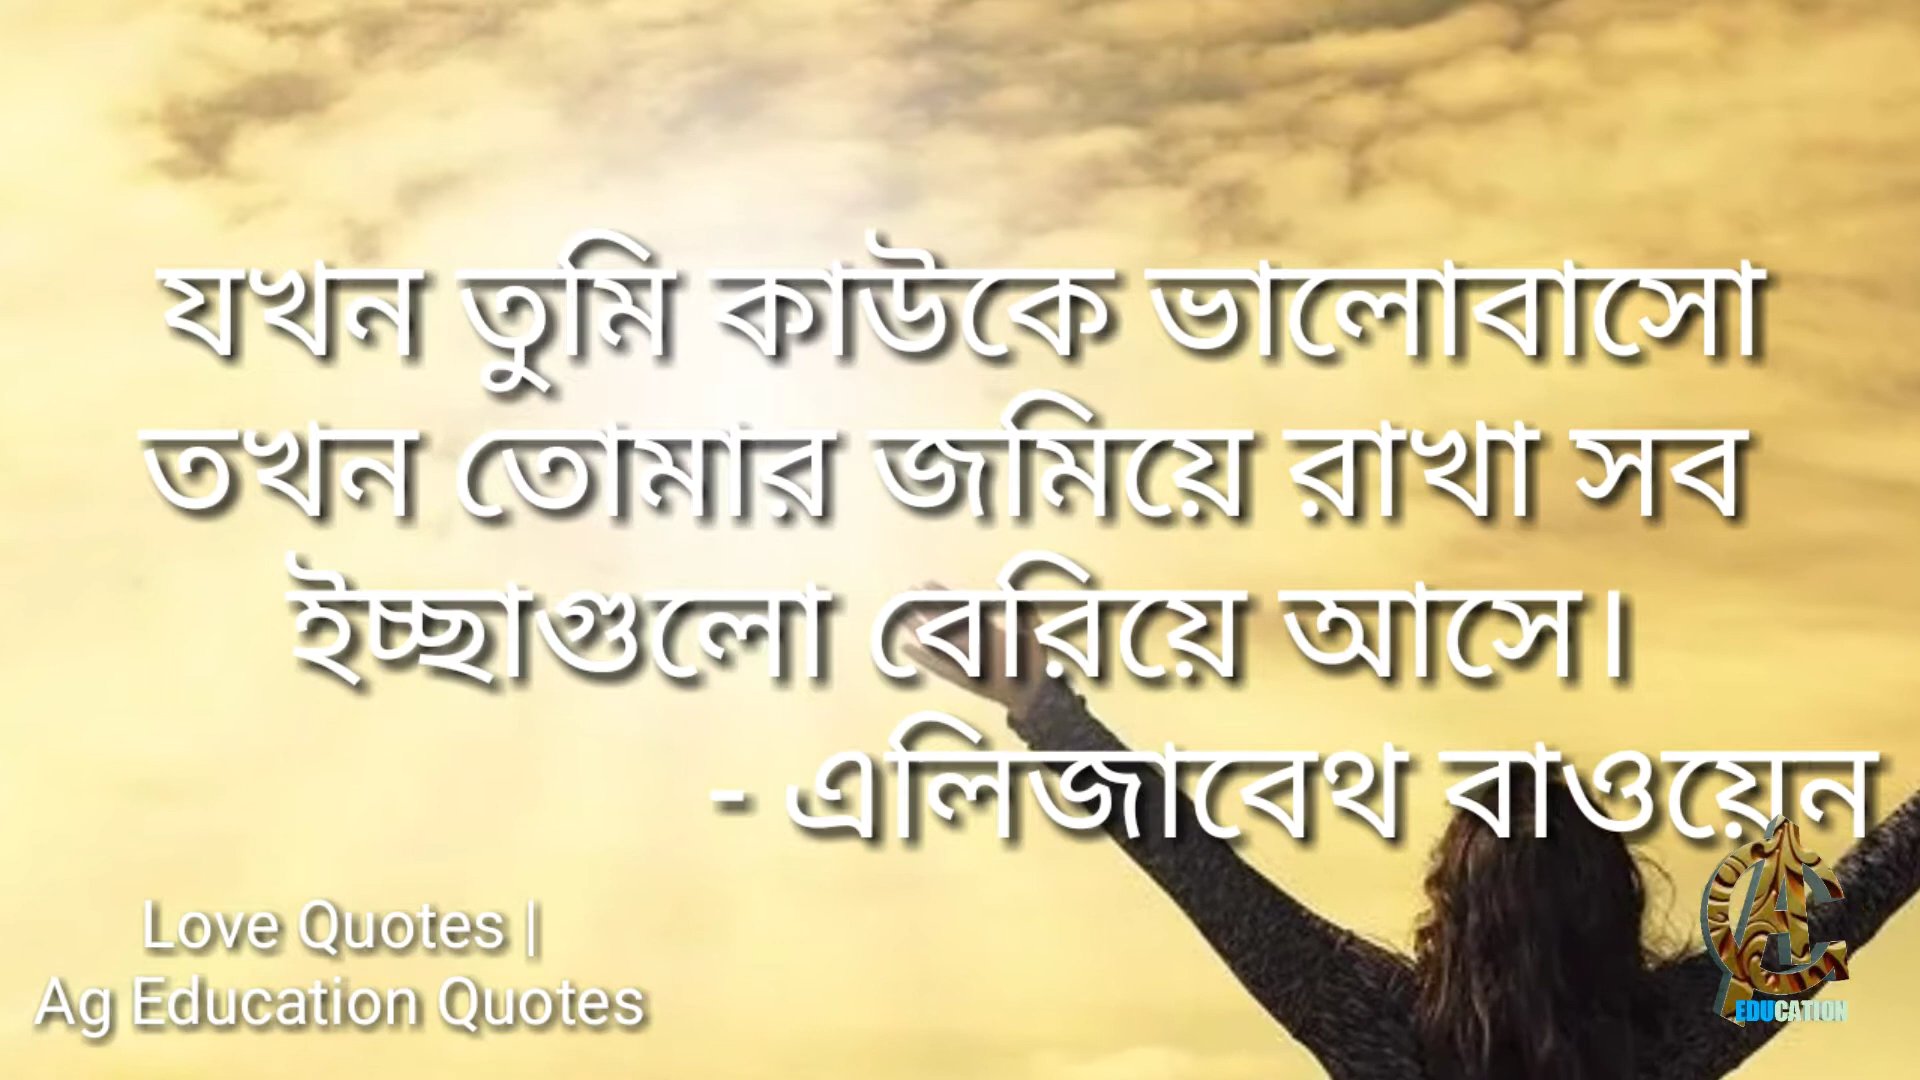 যখন তুমি কাউকে ভালোবাসো
তখন তোমার জমিয়ে রাখা সব
ইচ্ছাগুলো বেরিয়ে আসে।
- এলিজাবেথ বাওয়েন
Love Quotes |
Ag Education Quotes
EDUCATION